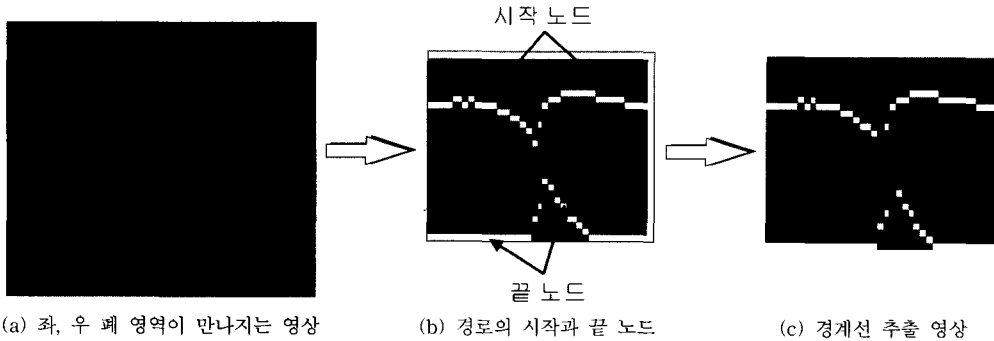 시작 노드
끝 노드
(a) 좌, 우 폐 영역이 만나지는 영상
(b) 경로의 시작과 끝 노드
(c) 경계선 추출 영상